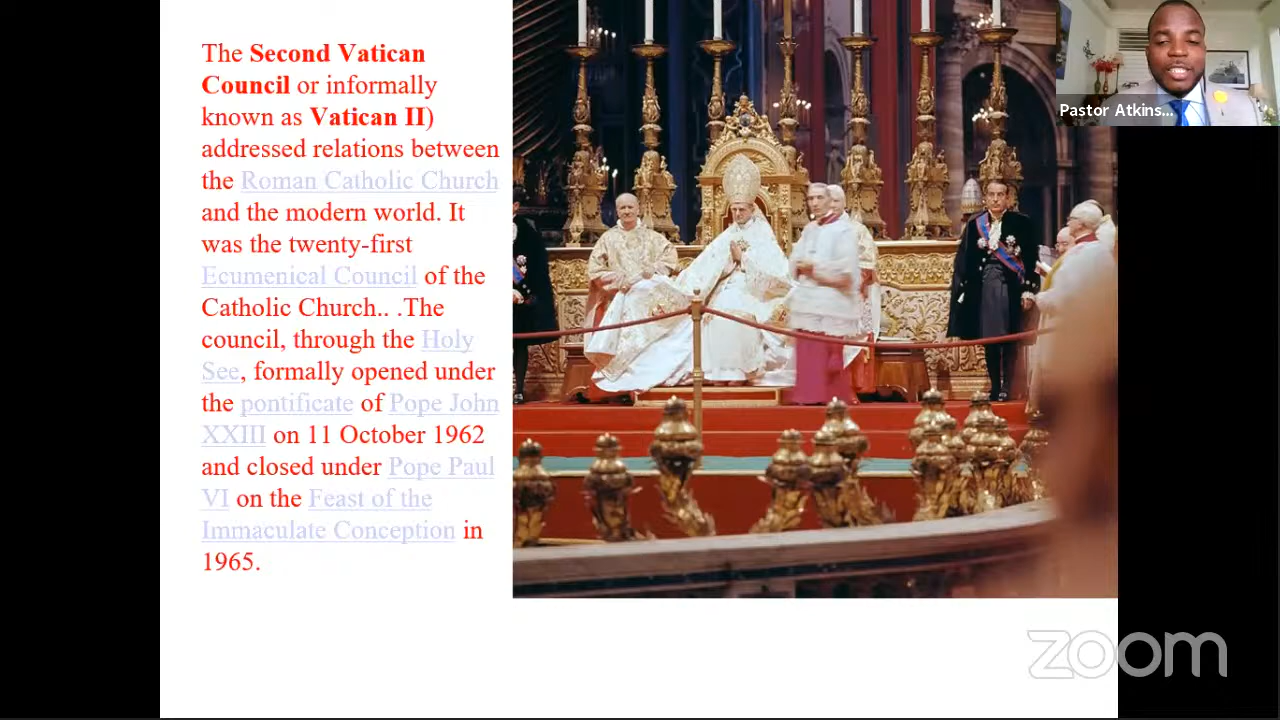 The Second Vatican
Council or informally
known as Vatican II)
addressed relations between
the Roman Catholic Church
and the modern world. It
was the twenty-first
Ecumenical Council of the
Catholic Church.. .The
council, through the Holy
See, formally opened under
the pontificate of Pope John
XXIII on 11 October 1962
and closed under Pope Paul
VI on the Feast of the
Immaculate Conception in
1965.
Pastor Atkins...
zoom